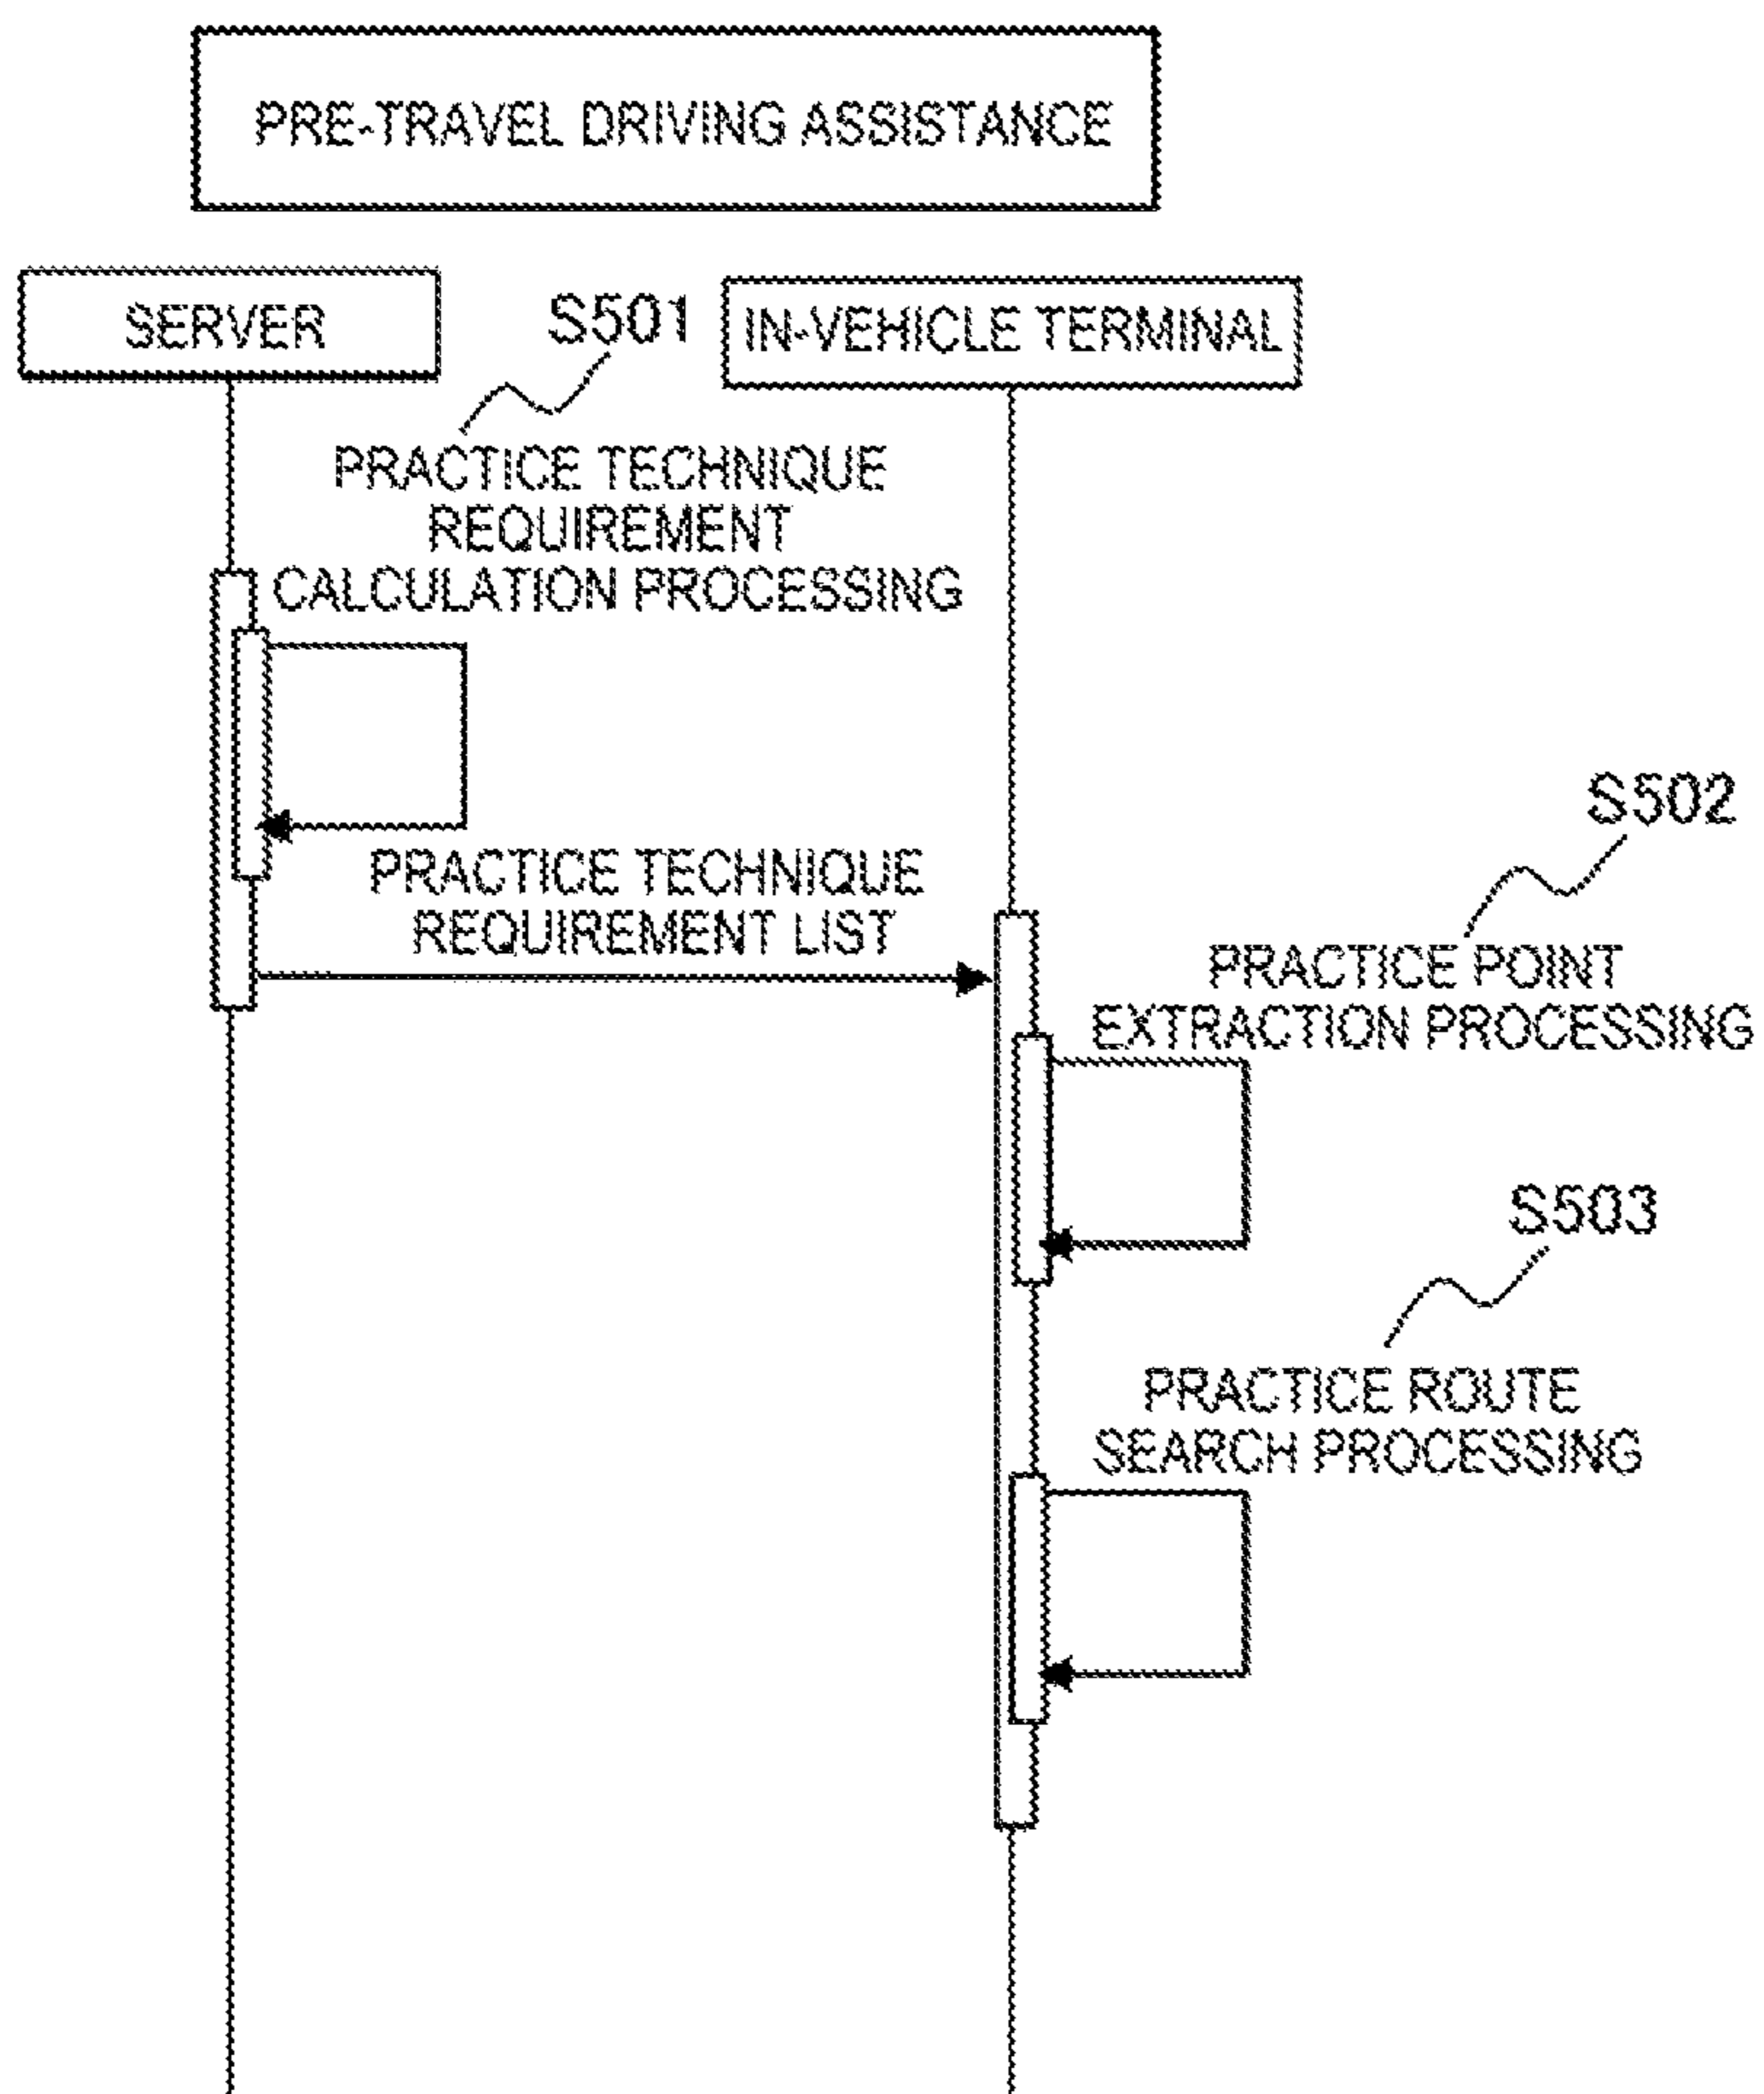 PRE-TRAVEL DRIVING ASSISTANCE
SERVER
S501
IN-VEHICLE TERMINAL
PRACTICE TECHNIQUE
REQUIREMENT
CALCULATION PROCESSING
S502
PRACTICE TECHNIQUE
REQUIREMENT LIST
PRACTICE POINT
EXTRACTION PROCESSING
S503
PRACTICE ROUTE
SEARCH PROCESSING